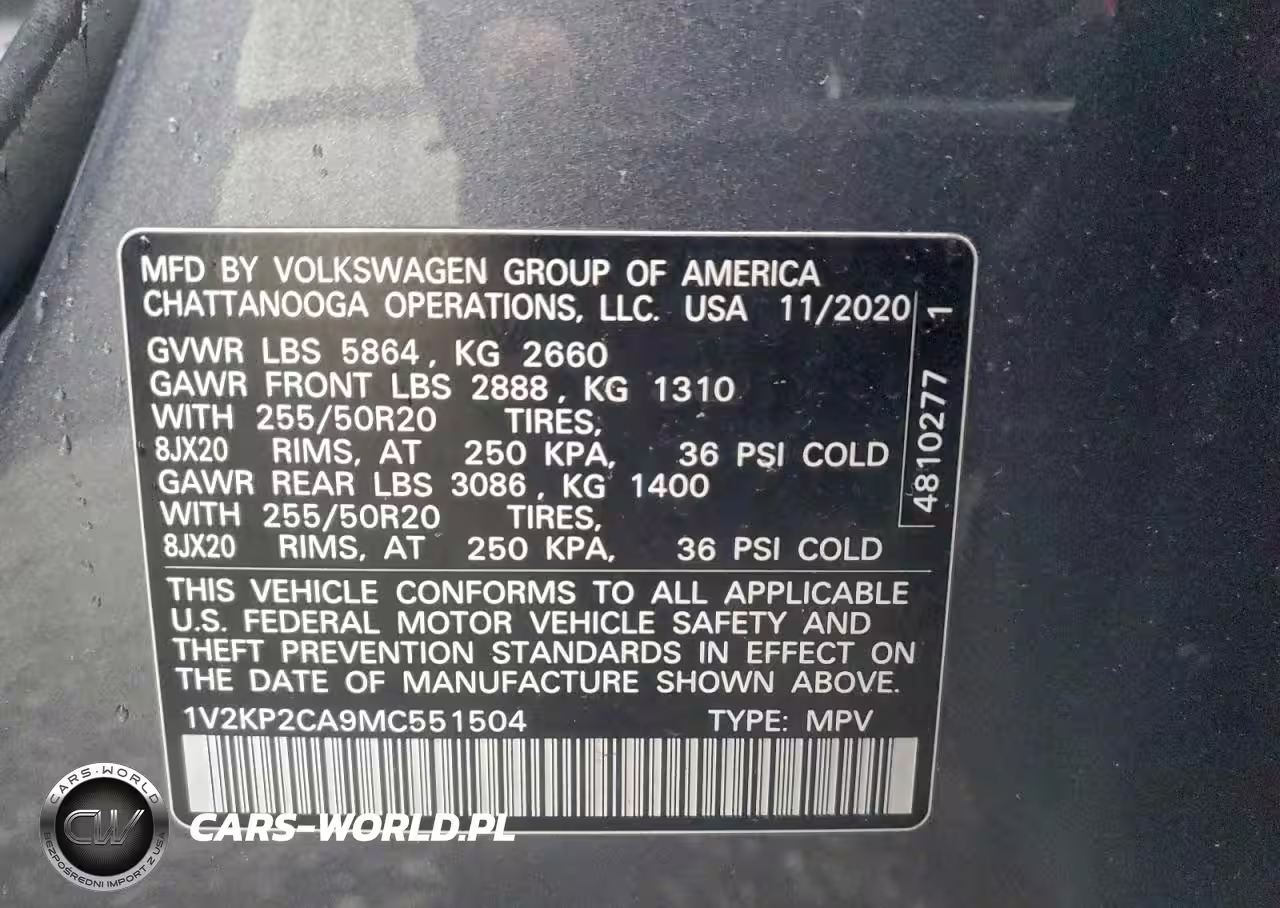 MFD BY VOLKSWAGEN GROUP OF AMERICA
CHATTANOOGA OPERATIONS, LLC. USA 11/2020
GVWR LBS 5864, KG 2660
GAWR FRONT LBS 2888, KG 1310
WITH 255/50R20 TIRES,
8JX20 RIMS, AT 250 KPA, 36 PSI COLD
GAWR REAR LBS 3086, KG 1400
WITH 255/50R20 TIRES,
8JX20 RIMS, AT 250 KPA, 36 PSI COLD
4810277 1
THIS VEHICLE CONFORMS TO ALL APPLICABLE
U.S. FEDERAL MOTOR VEHICLE SAFETY AND
THEFT PREVENTION STANDARDS IN EFFECT ON
THE DATE OF MANUFACTURE SHOWN ABOVE.
1V2KP2CA9MC551504 TYPE: MPV
CARS-WORLD
CW
BEZPOŚREDNI IMPORT Z USA
CARS-WORLD.PL